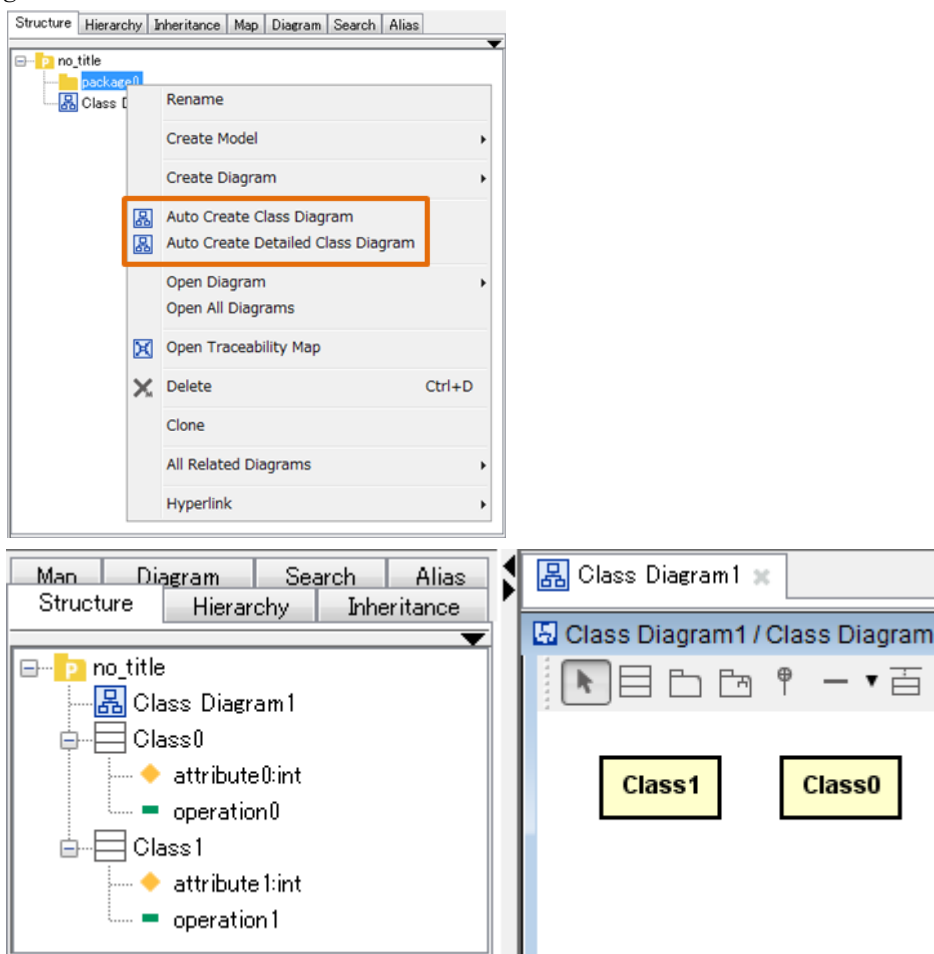 g
Structure Hierarchy Inheritance Map Diagram Search Alias
no_title
package0
Class D
Rename
Create Model
Create Diagram
Auto Create Class Diagram
Auto Create Detailed Class Diagram
Open Diagram
Open All Diagrams
Open Traceability Map
Delete Ctrl+D
Clone
All Related Diagrams
Hyperlink
Map Diagram Search Alias
Structure Hierarchy Inheritance
no_title
Class Diagram1
Class0
attribute0:int
operation0
Class1
attribute1:int
operation1
Class Diagram1
Class Diagram1 / Class Diagram
Class1 Class0